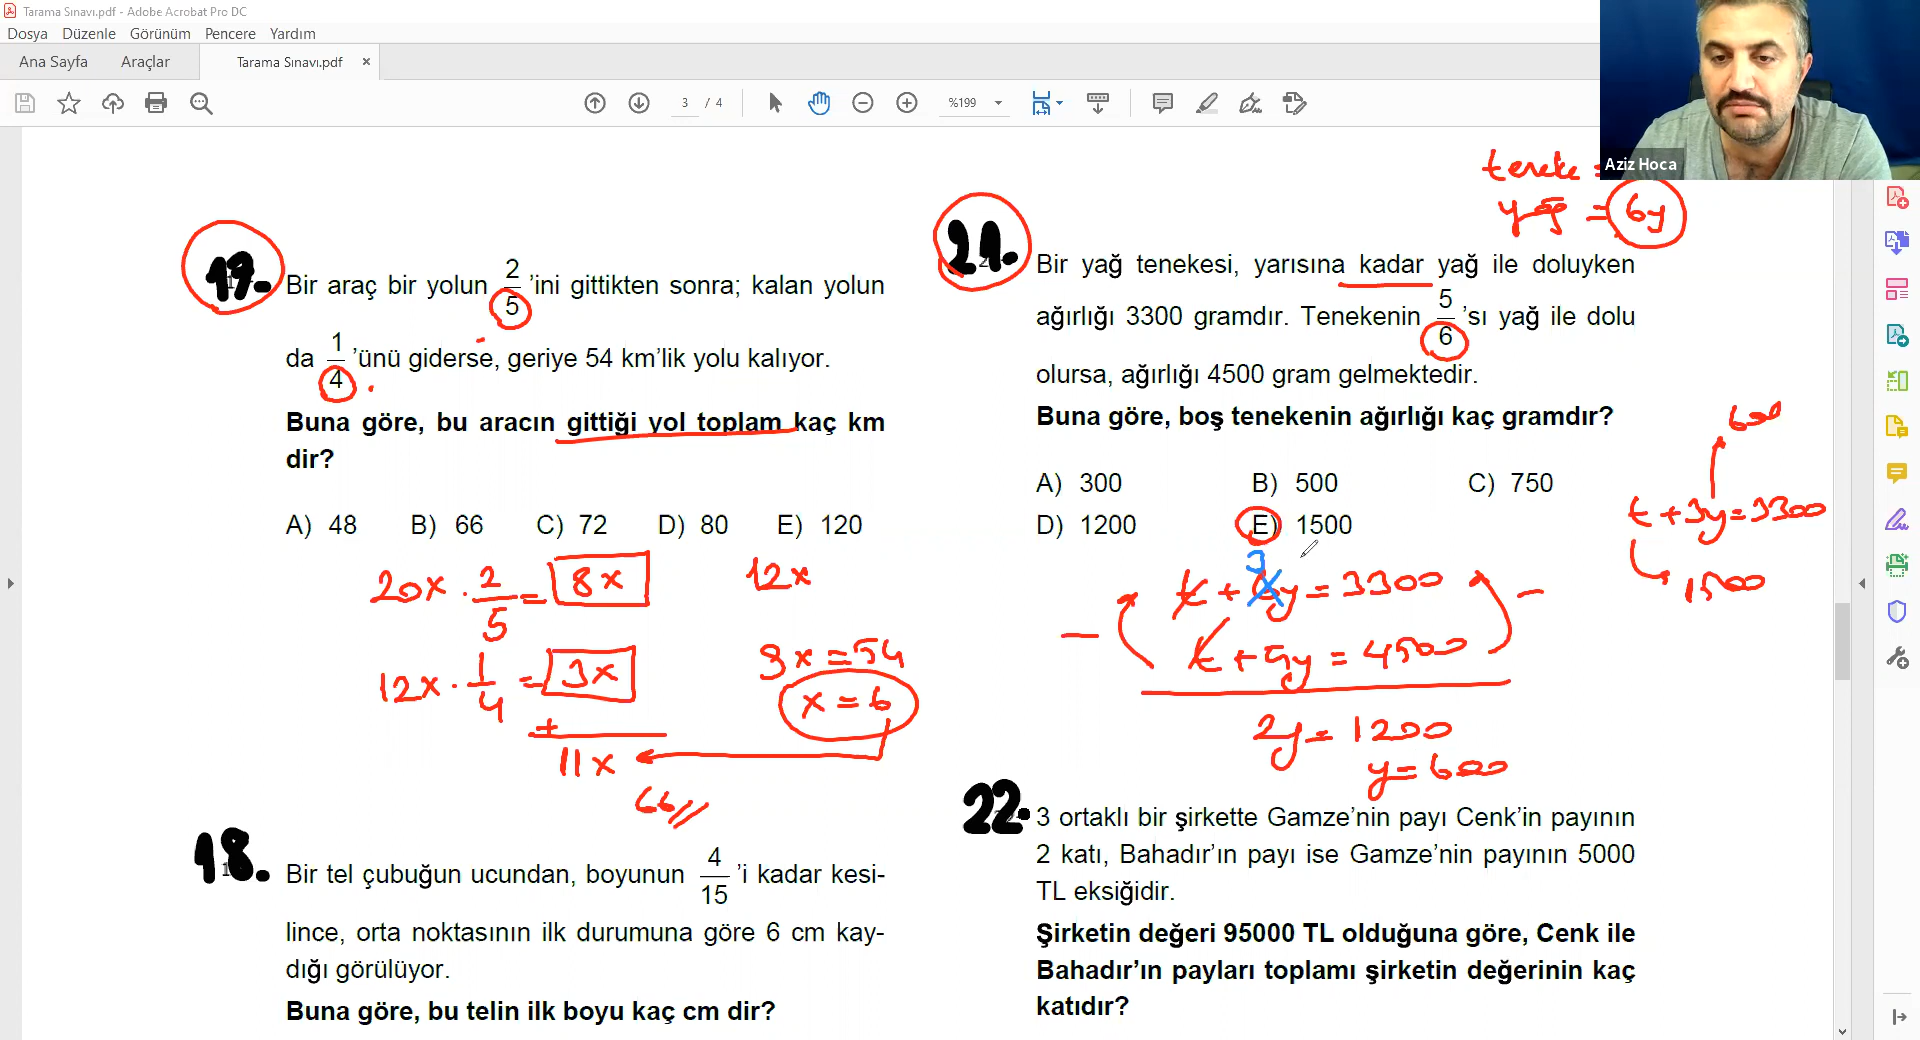 Tarama Sınavı.pdf - Adobe Acrobat Pro DC
Dosya Düzenle Görünüm Pencere Yardım
Ana Sayfa Araçlar Tarama Sınavı.pdf ×
3 / 4 %199
Aziz Hoca
17.
Bir araç bir yolun 2/5 'ini gittikten sonra; kalan yolun
da 1/4 'ünü giderse, geriye 54 km'lik yolu kalıyor.
Buna göre, bu aracın gittiği yol toplam kaç km
dir?
A) 48 B) 66 C) 72 D) 80 E) 120
20x . 2/5 = 8x 12x
12x . 1/4 = 3x
9x = 54
x = 6
+
11x
66
18.
Bir tel çubuğun ucundan, boyunun 4/15 'i kadar kesi-
lince, orta noktasının ilk durumuna göre 6 cm kay-
dığı görülüyor.
Buna göre, bu telin ilk boyu kaç cm dir?
teneke =
yağ = 6y
21.
Bir yağ tenekesi, yarısına kadar yağ ile doluyken
ağırlığı 3300 gramdır. Tenekenin 5/6 'sı yağ ile dolu
olursa, ağırlığı 4500 gram gelmektedir.
Buna göre, boş tenekenin ağırlığı kaç gramdır?
A) 300 B) 500 C) 750
D) 1200 E) 1500
600
t + 3y = 3300
1500
3
t + 6y = 3300 -
- t + 5y = 4500
2y = 1200
y = 600
22.
3 ortaklı bir şirkette Gamze'nin payı Cenk'in payının
2 katı, Bahadır'ın payı ise Gamze'nin payının 5000
TL eksiğidir.
Şirketin değeri 95000 TL olduğuna göre, Cenk ile
Bahadır'ın payları toplamı şirketin değerinin kaç
katıdır?